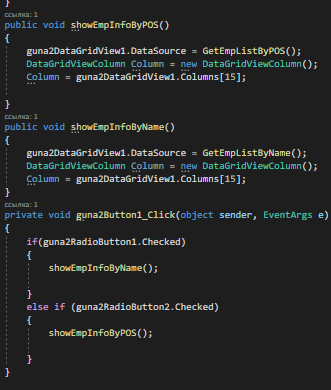 }
ссылка: 1
public void showEmpInfoByPOS()
{
guna2DataGridView1.DataSource = GetEmpListByPOS();
DataGridViewColumn Column = new DataGridViewColumn();
Column = guna2DataGridView1.Columns[15];
}
ссылка: 1
public void showEmpInfoByName()
{
guna2DataGridView1.DataSource = GetEmpListByName();
DataGridViewColumn Column = new DataGridViewColumn();
Column = guna2DataGridView1.Columns[15];
}
ссылка: 1
private void guna2Button1_Click(object sender, EventArgs e)
{
if(guna2RadioButton1.Checked)
{
showEmpInfoByName();
}
else if (guna2RadioButton2.Checked)
{
showEmpInfoByPOS();
}
}